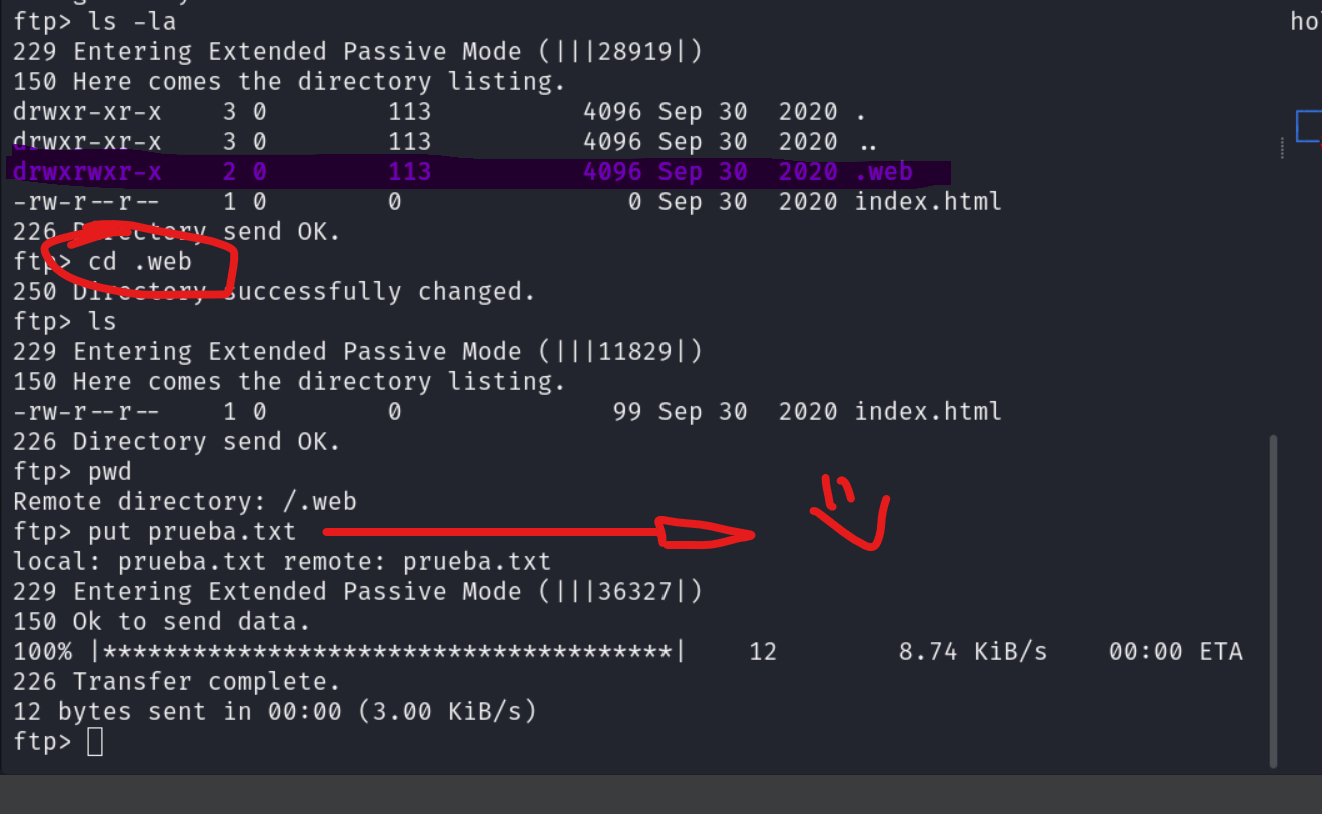 ftp> ls -la
229 Entering Extended Passive Mode (|||28919|)
150 Here comes the directory listing.
drwxr-xr-x    3 0        113          4096 Sep 30  2020 .
drwxr-xr-x    3 0        113          4096 Sep 30  2020 ..
drwxrwxr-x    2 0        113          4096 Sep 30  2020 .web
-rw-r--r--    1 0        0               0 Sep 30  2020 index.html
226 Directory send OK.
ftp> cd .web
250 Directory successfully changed.
ftp> ls
229 Entering Extended Passive Mode (|||11829|)
150 Here comes the directory listing.
-rw-r--r--    1 0        0              99 Sep 30  2020 index.html
226 Directory send OK.
ftp> pwd
Remote directory: /.web
ftp> put prueba.txt
local: prueba.txt remote: prueba.txt
229 Entering Extended Passive Mode (|||36327|)
150 Ok to send data.
100% |**************************************|    12        8.74 KiB/s    00:00 ETA
226 Transfer complete.
12 bytes sent in 00:00 (3.00 KiB/s)
ftp>